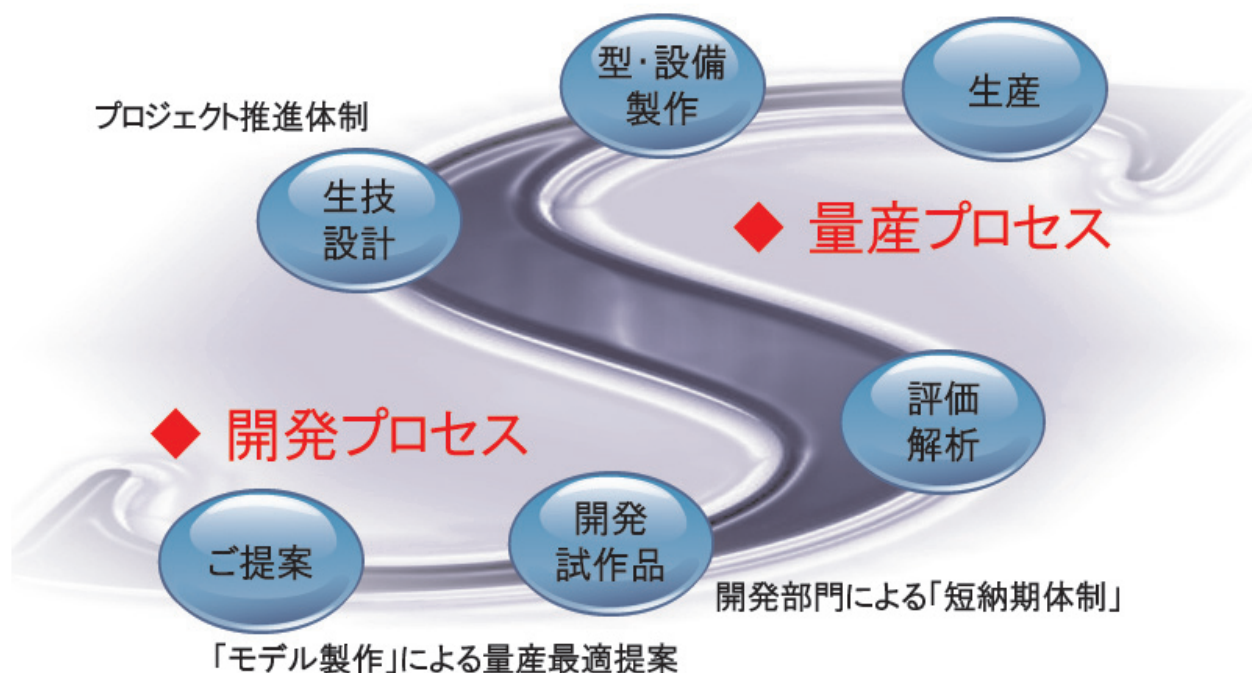 型・設備
製作
生産
プロジェクト推進体制
生技
設計
◆ 量産プロセス
評価
解析
◆ 開発プロセス
ご提案
開発
試作品
開発部門による「短納期体制」
「モデル製作」による量産最適提案